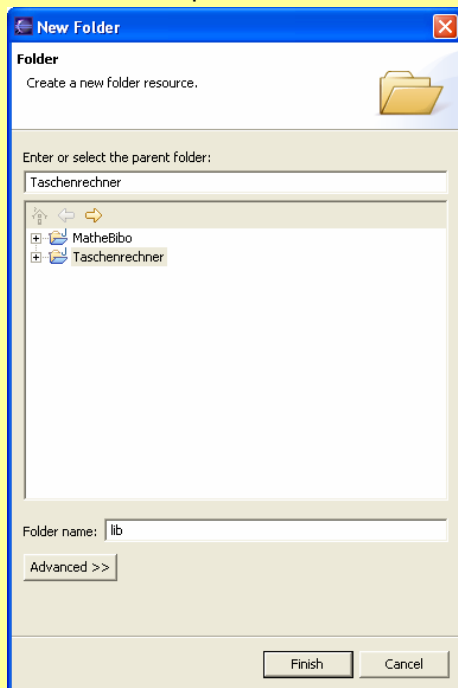 New Folder
Folder
Create a new folder resource.
Enter or select the parent folder:
Taschenrechner
MatheBibo
Taschenrechner
Folder name: lib
Advanced >>
Finish Cancel